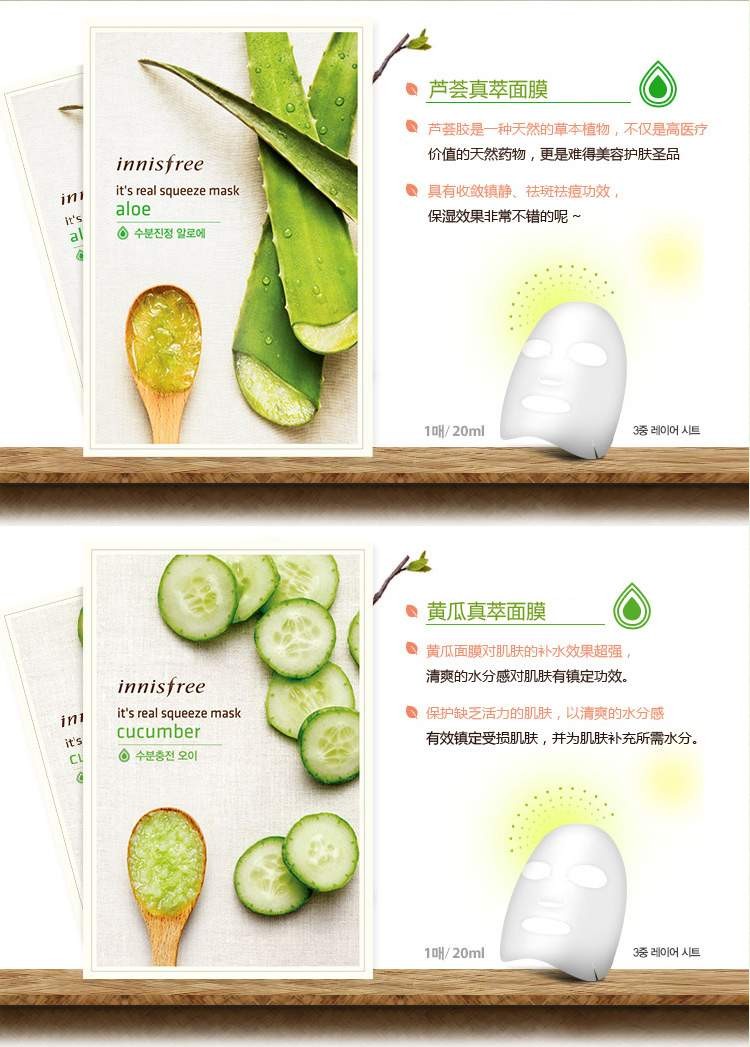 innisfree
it's real squeeze mask
aloe
수분진정 알로에
芦荟真萃面膜
芦荟胶是一种天然的草本植物，不仅是高医疗
价值的天然药物，更是难得美容护肤圣品
具有收敛镇静、祛斑祛痘功效，
保湿效果非常不错的呢 ~
1매/ 20ml
3중 레이어 시트
innisfree
it's real squeeze mask
cucumber
수분충전 오이
黄瓜真萃面膜
黄瓜面膜对肌肤的补水效果超强，
清爽的水分感对肌肤有镇定功效。
保护缺乏活力的肌肤，以清爽的水分感
有效镇定受损肌肤，并为肌肤补充所需水分。
1매/ 20ml
3중 레이어 시트